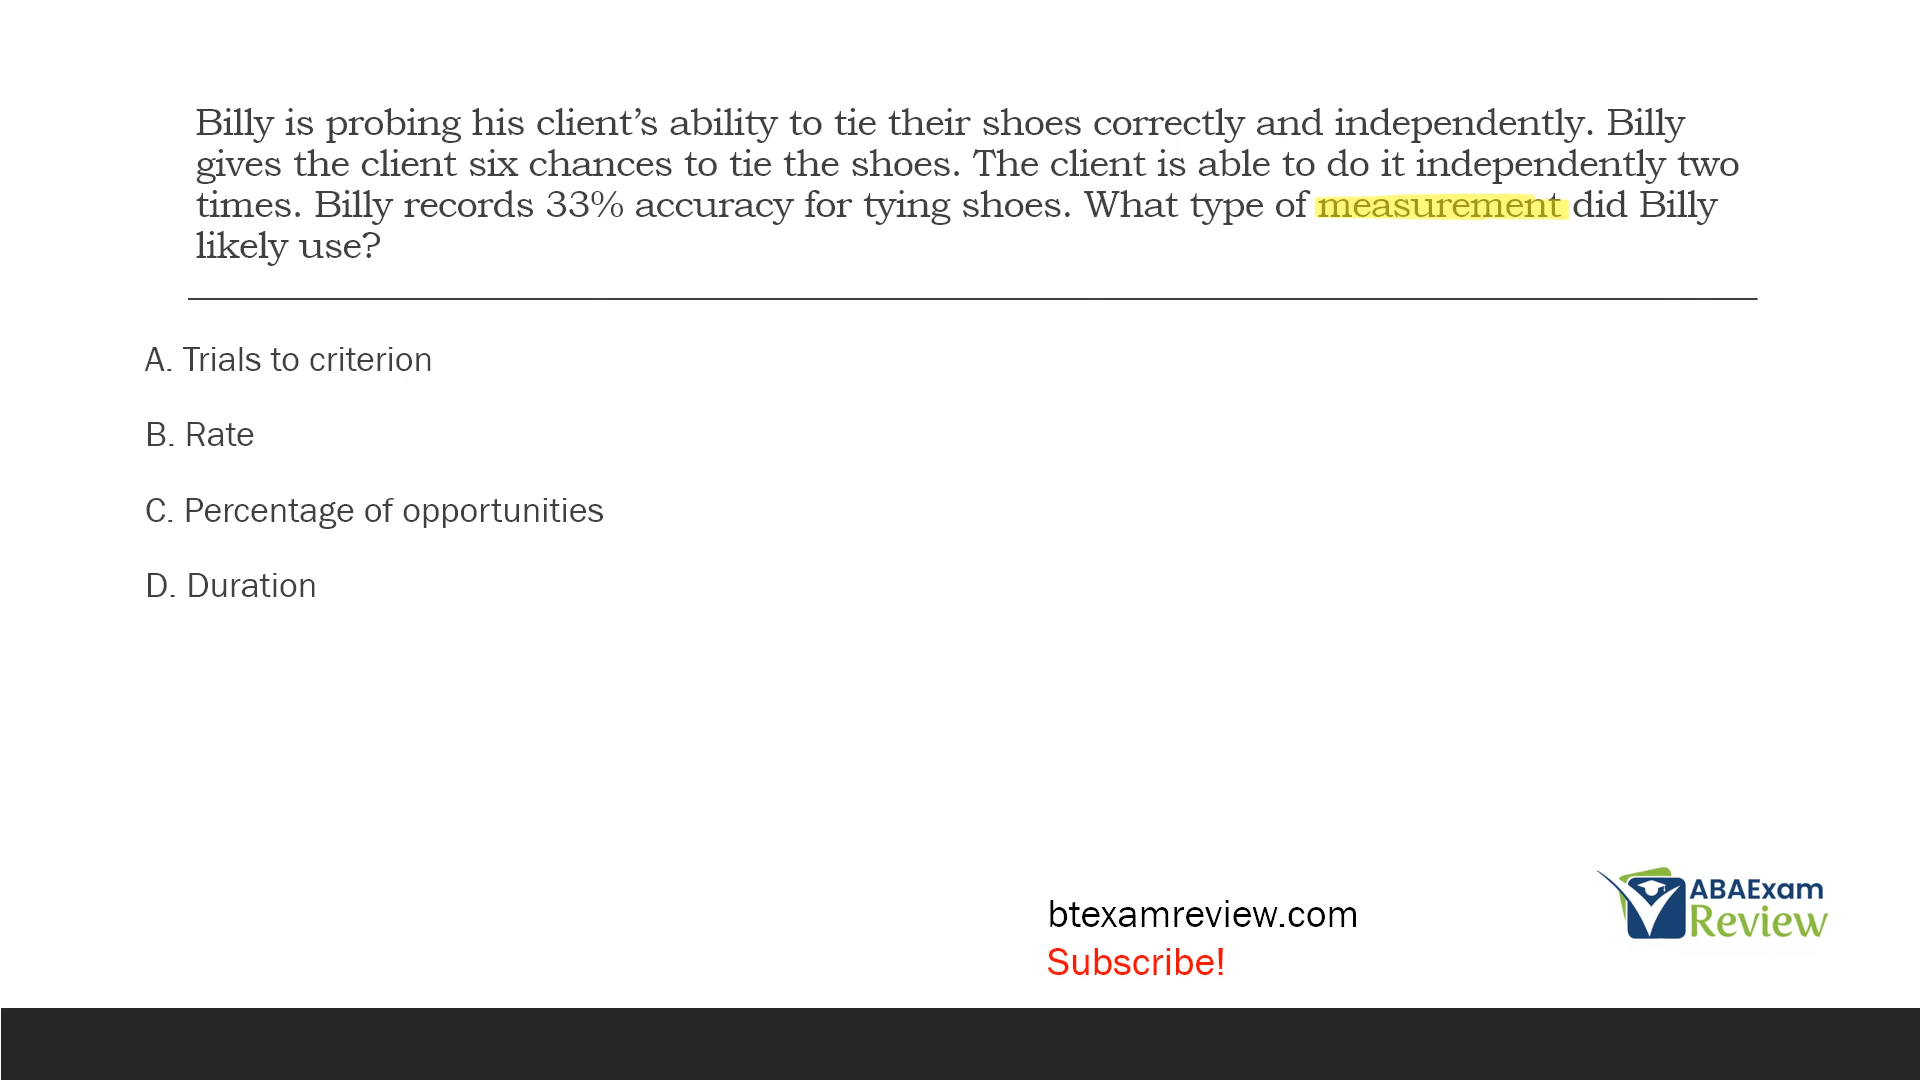 Billy is probing his client’s ability to tie their shoes correctly and independently. Billy
gives the client six chances to tie the shoes. The client is able to do it independently two
times. Billy records 33% accuracy for tying shoes. What type of measurement did Billy
likely use?
A. Trials to criterion
B. Rate
C. Percentage of opportunities
D. Duration
ABAExam
Review
btexamreview.com
Subscribe!